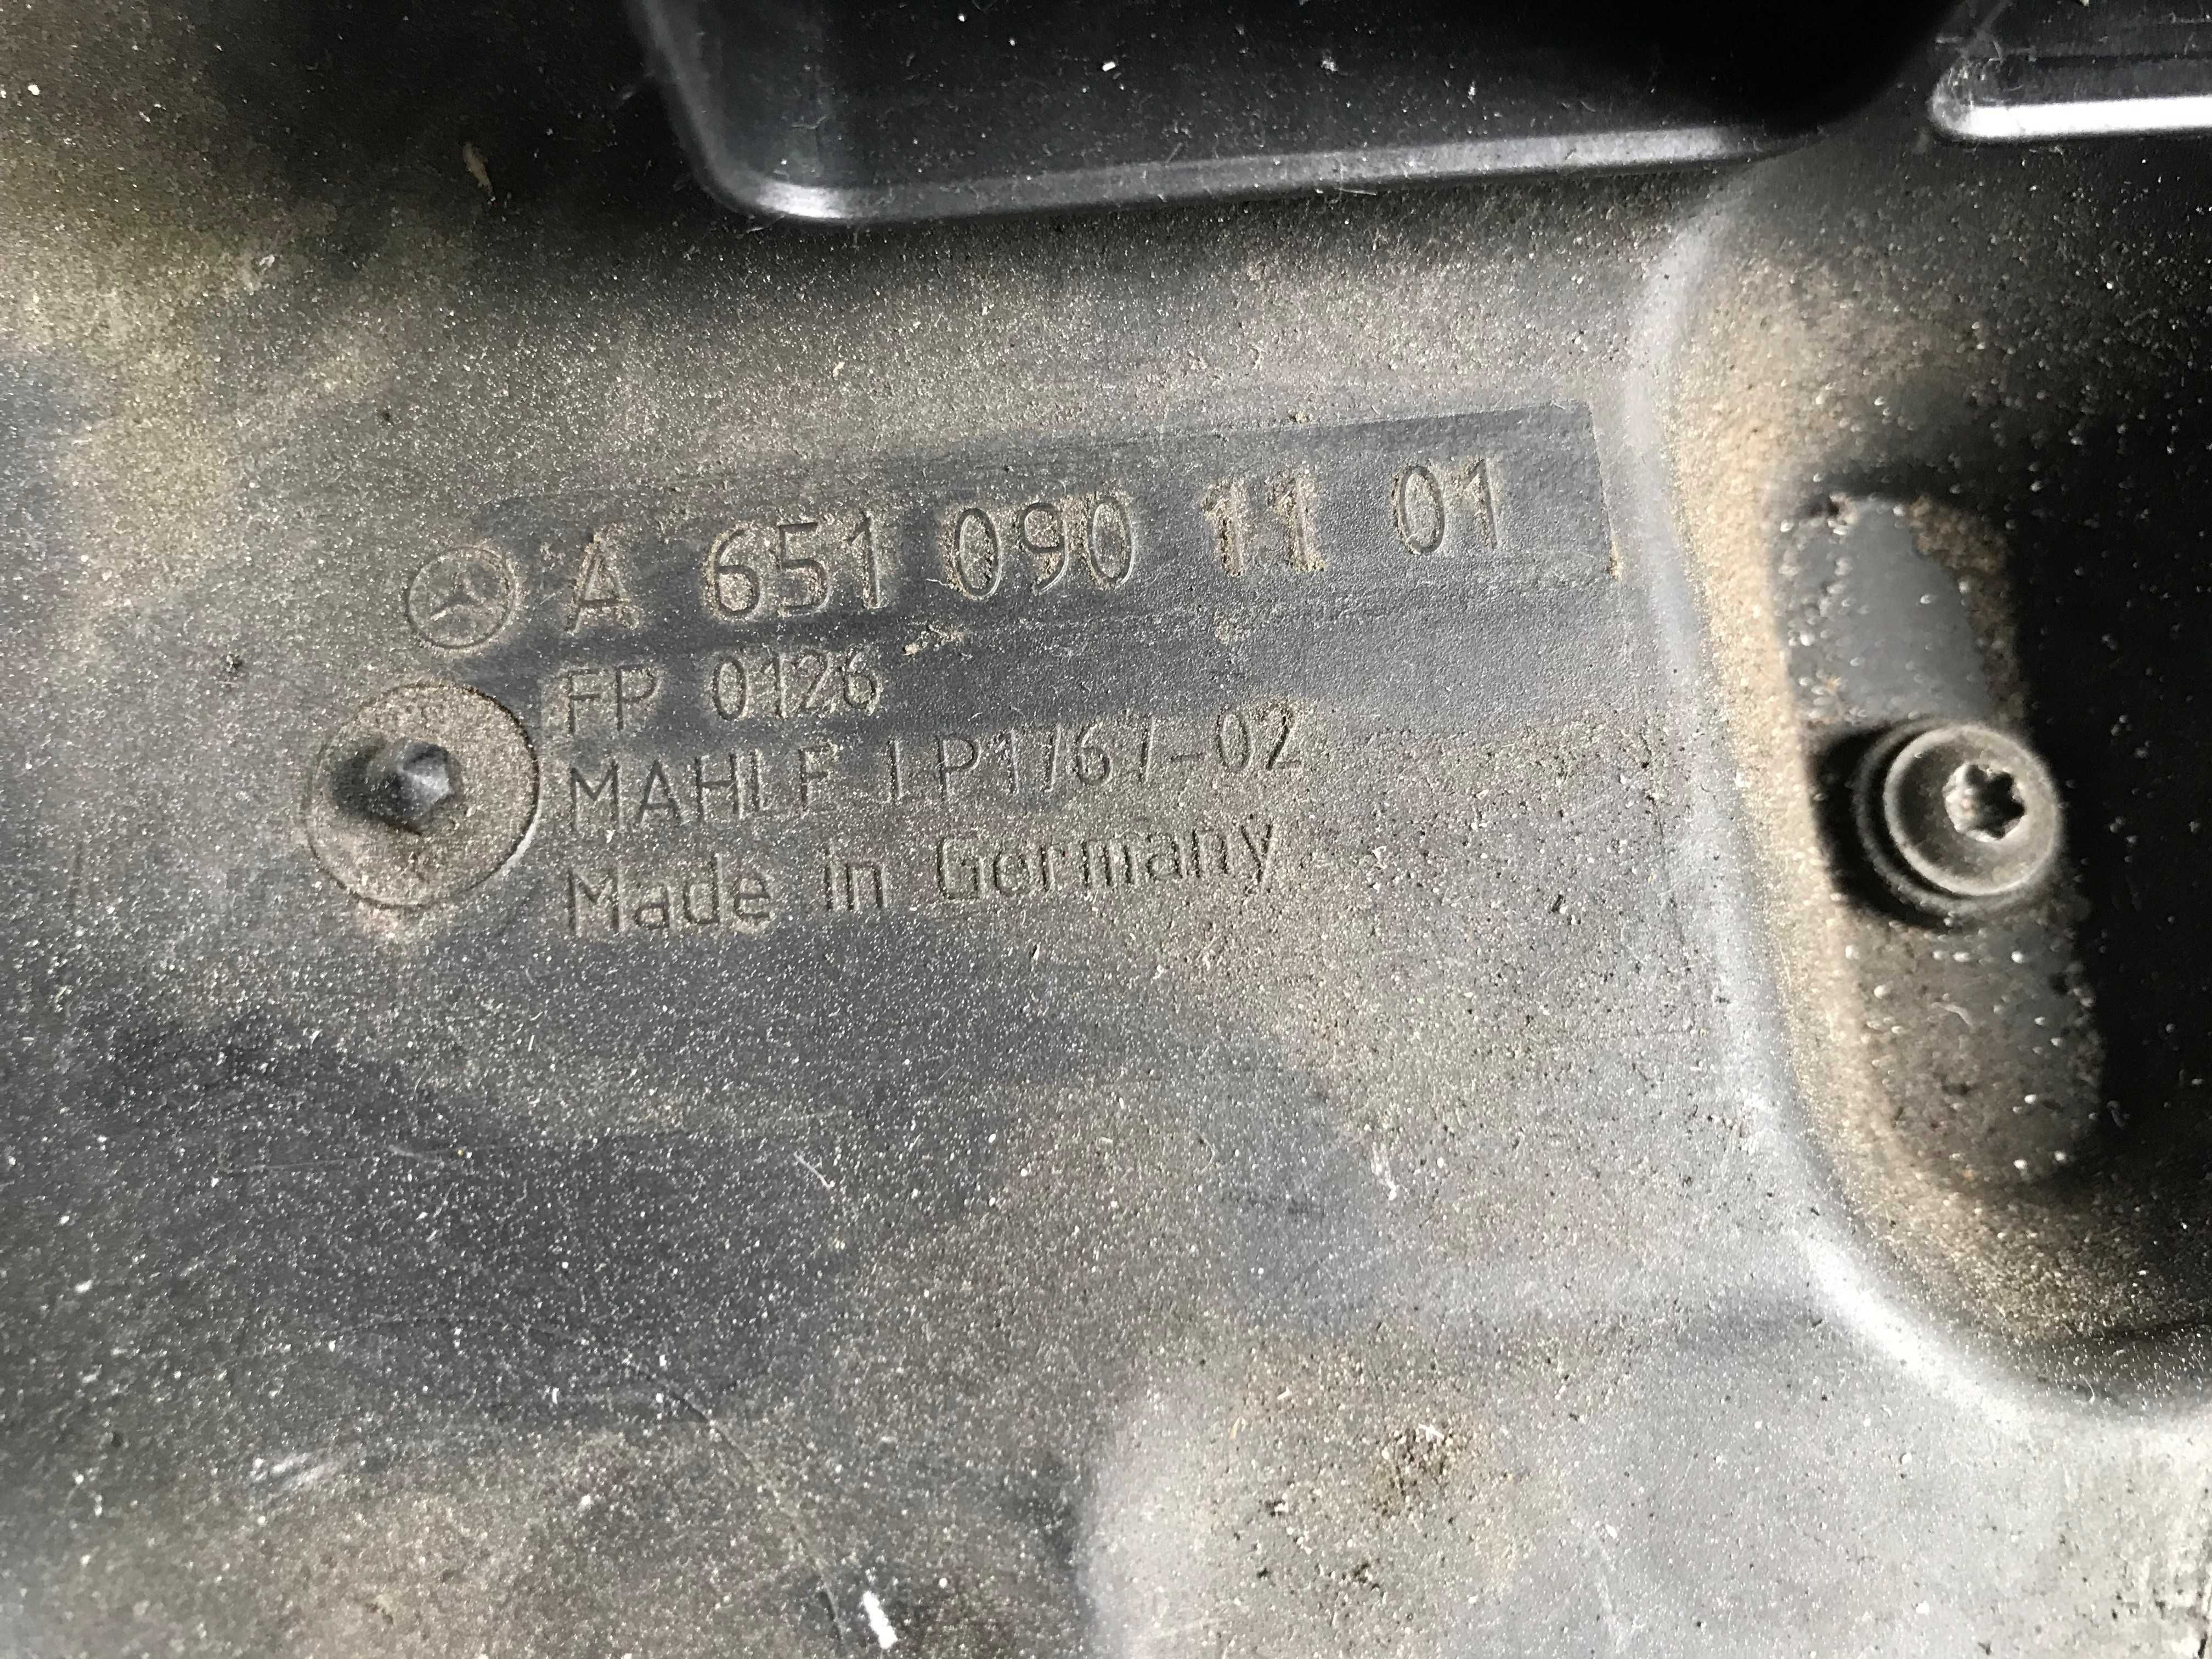 A 651 090 11 01
FP 0126
MAHLE LP1767-02
Made in Germany